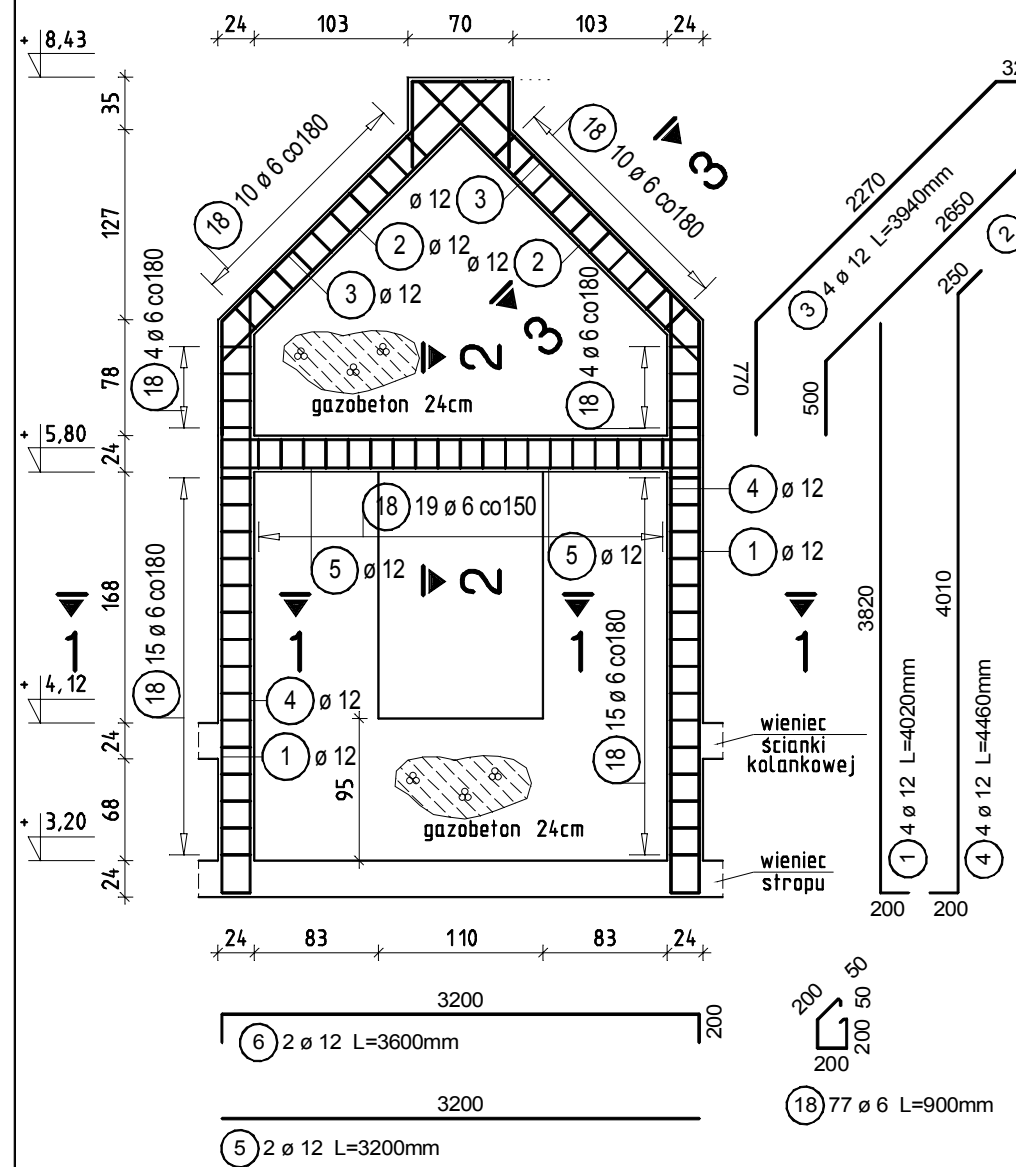 24 103 70 103 24
+ 8,43
35
127
78
+ 5,80
24
168
+ 4,12
24
68
+ 3,20
24
18 10 ø 6 co180
18 10 ø 6 co180
3
3
ø 12 3
2 ø 12
ø 12 2
3 ø 12
18 4 ø 6 co180
18 4 ø 6 co180
2
gazobeton 24cm
18 19 ø 6 co150
5 ø 12
5 ø 12
4 ø 12
1 ø 12
2
18 15 ø 6 co180
18 15 ø 6 co180
1
1
1
1
4 ø 12
1 ø 12
95
gazobeton 24cm
wieniec
ścianki
kolankowej
wieniec
stropu
24 83 110 83 24
2270
3 4 ø 12 L=3940mm
2650
2
250
770
500
3820
4010
1 4 ø 12 L=4020mm
4 4 ø 12 L=4460mm
200 200
3200
200
6 2 ø 12 L=3600mm
3200
5 2 ø 12 L=3200mm
200 50
50
200
200
18 77 ø 6 L=900mm